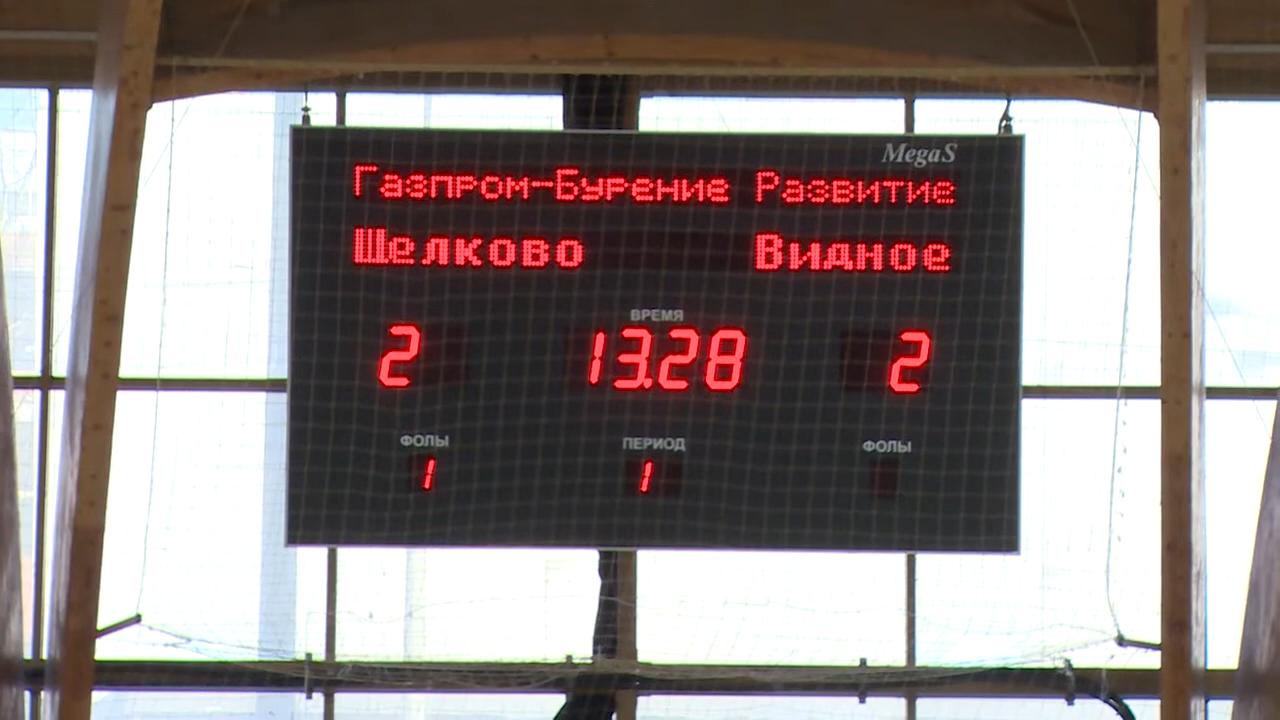 MegaS
Газпром-Бурение Развитие
Щелково Видное
ВРЕМЯ
2 13.28 2
ФОЛЫ ПЕРИОД ФОЛЫ
1 1